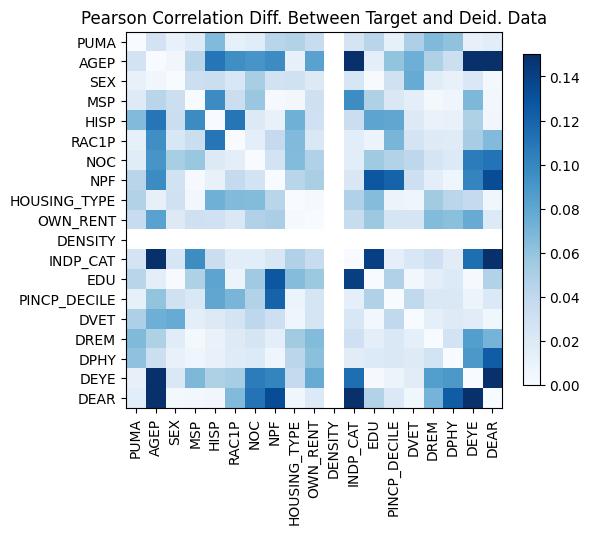 Pearson Correlation Diff. Between Target and Deid. Data
PUMA
AGEP
SEX
MSP
HISP
RAC1P
NOC
NPF
HOUSING_TYPE
OWN_RENT
DENSITY
INDP_CAT
EDU
PINCP_DECILE
DVET
DREM
DPHY
DEYE
DEAR
PUMA
AGEP
SEX
MSP
HISP
RAC1P
NOC
NPF
HOUSING_TYPE
OWN_RENT
DENSITY
INDP_CAT
EDU
PINCP_DECILE
DVET
DREM
DPHY
DEYE
DEAR
0.14
0.12
0.10
0.08
0.06
0.04
0.02
0.00